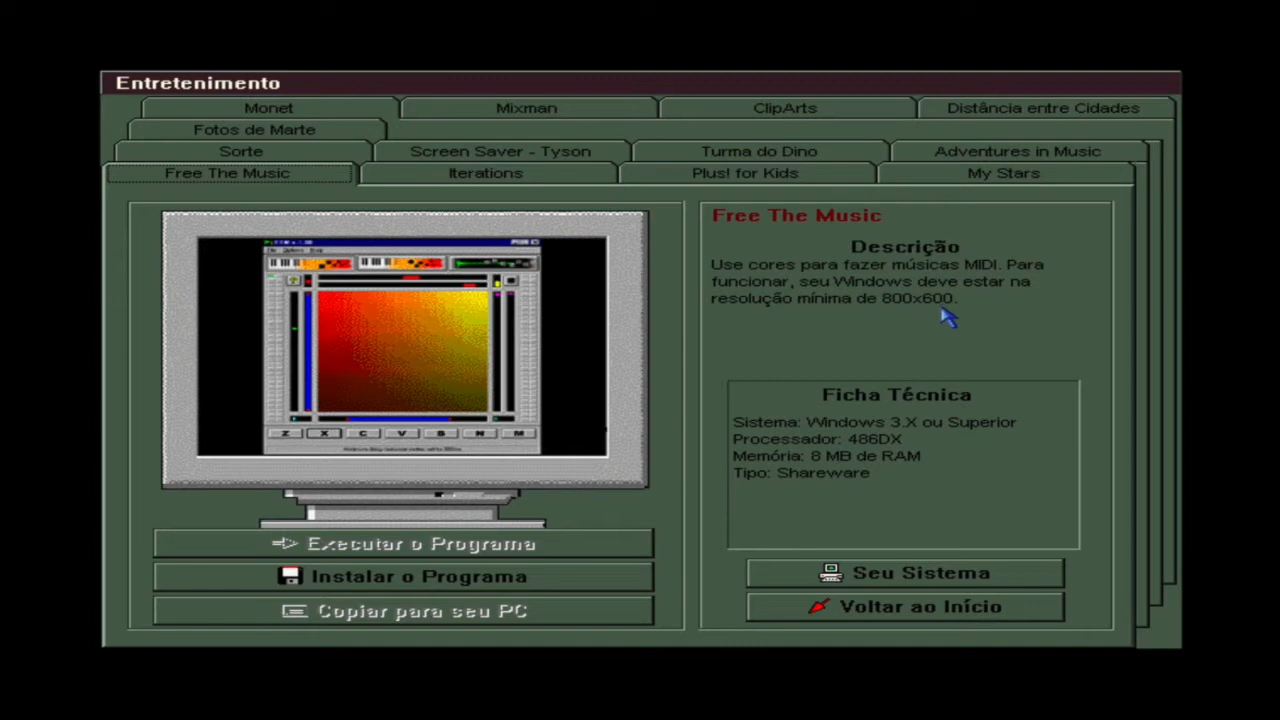 Entretenimento
Monet
Mixman
ClipArts
Distância entre Cidades
Fotos de Marte
Sorte
Screen Saver - Tyson
Turma do Dino
Adventures in Music
Free The Music
Iterations
Plus! for Kids
My Stars
Free The Music
Descrição
Use cores para fazer músicas MIDI. Para
funcionar, seu Windows deve estar na
resolução mínima de 800x600.
Z X C V B N M
Ficha Técnica
Sistema: Windows 3.X ou Superior
Processador: 486DX
Memória: 8 MB de RAM
Tipo: Shareware
Executar o Programa
Instalar o Programa
Copiar para seu PC
Seu Sistema
Voltar ao Início